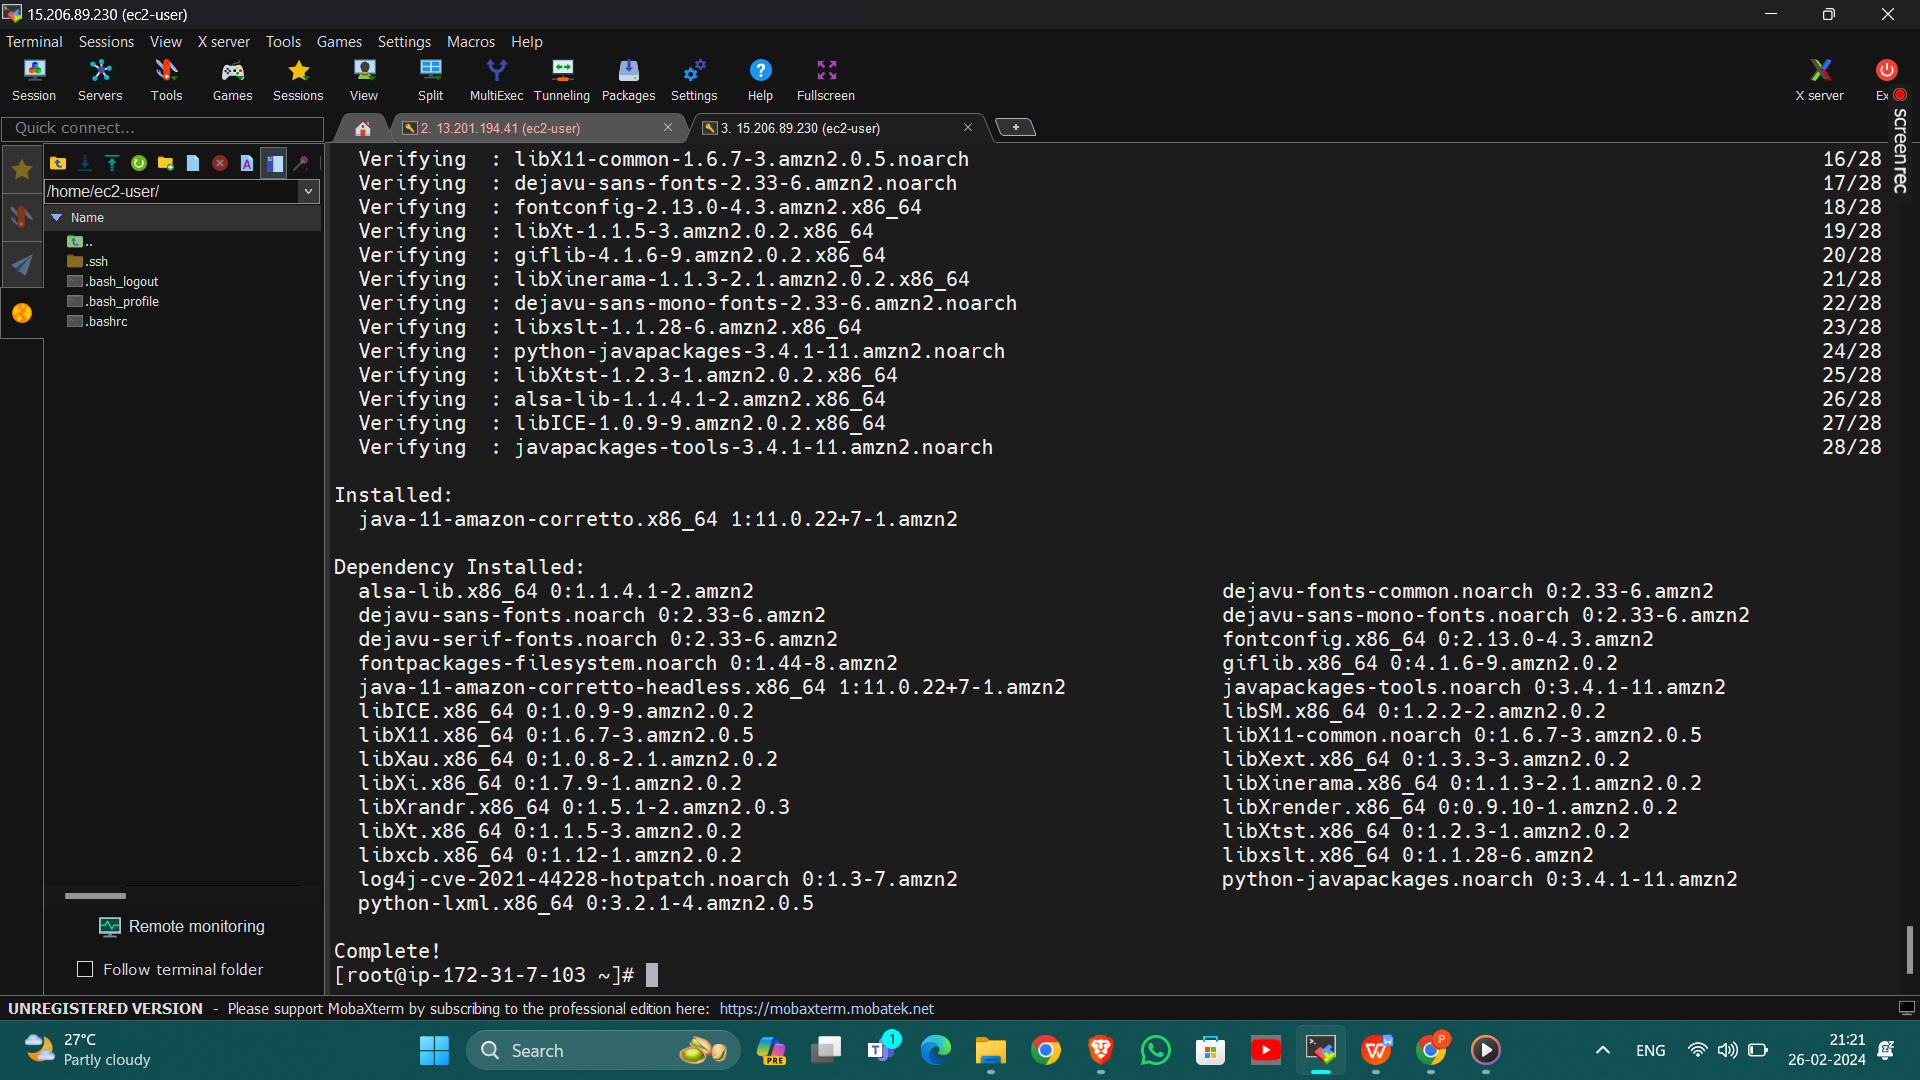 15.206.89.230 (ec2-user)
Terminal Sessions View X server Tools Games Settings Macros Help
Session Servers Tools Games Sessions View Split MultiExec Tunneling Packages Settings Help Fullscreen X server Ex
screenrec
Quick connect...
2. 13.201.194.41 (ec2-user)
3. 15.206.89.230 (ec2-user)
/home/ec2-user/
Name
..
.ssh
.bash_logout
.bash_profile
.bashrc
Remote monitoring
Follow terminal folder
Verifying : libX11-common-1.6.7-3.amzn2.0.5.noarch 16/28
Verifying : dejavu-sans-fonts-2.33-6.amzn2.noarch 17/28
Verifying : fontconfig-2.13.0-4.3.amzn2.x86_64 18/28
Verifying : libXt-1.1.5-3.amzn2.0.2.x86_64 19/28
Verifying : giflib-4.1.6-9.amzn2.0.2.x86_64 20/28
Verifying : libXinerama-1.1.3-2.1.amzn2.0.2.x86_64 21/28
Verifying : dejavu-sans-mono-fonts-2.33-6.amzn2.noarch 22/28
Verifying : libxslt-1.1.28-6.amzn2.x86_64 23/28
Verifying : python-javapackages-3.4.1-11.amzn2.noarch 24/28
Verifying : libXtst-1.2.3-1.amzn2.0.2.x86_64 25/28
Verifying : alsa-lib-1.1.4.1-2.amzn2.x86_64 26/28
Verifying : libICE-1.0.9-9.amzn2.0.2.x86_64 27/28
Verifying : javapackages-tools-3.4.1-11.amzn2.noarch 28/28
Installed:
java-11-amazon-corretto.x86_64 1:11.0.22+7-1.amzn2
Dependency Installed:
alsa-lib.x86_64 0:1.1.4.1-2.amzn2 dejavu-fonts-common.noarch 0:2.33-6.amzn2
dejavu-sans-fonts.noarch 0:2.33-6.amzn2 dejavu-sans-mono-fonts.noarch 0:2.33-6.amzn2
dejavu-serif-fonts.noarch 0:2.33-6.amzn2 fontconfig.x86_64 0:2.13.0-4.3.amzn2
fontpackages-filesystem.noarch 0:1.44-8.amzn2 giflib.x86_64 0:4.1.6-9.amzn2.0.2
java-11-amazon-corretto-headless.x86_64 1:11.0.22+7-1.amzn2 javapackages-tools.noarch 0:3.4.1-11.amzn2
libICE.x86_64 0:1.0.9-9.amzn2.0.2 libSM.x86_64 0:1.2.2-2.amzn2.0.2
libX11.x86_64 0:1.6.7-3.amzn2.0.5 libX11-common.noarch 0:1.6.7-3.amzn2.0.5
libXau.x86_64 0:1.0.8-2.1.amzn2.0.2 libXext.x86_64 0:1.3.3-3.amzn2.0.2
libXi.x86_64 0:1.7.9-1.amzn2.0.2 libXinerama.x86_64 0:1.1.3-2.1.amzn2.0.2
libXrandr.x86_64 0:1.5.1-2.amzn2.0.3 libXrender.x86_64 0:0.9.10-1.amzn2.0.2
libXt.x86_64 0:1.1.5-3.amzn2.0.2 libXtst.x86_64 0:1.2.3-1.amzn2.0.2
libxcb.x86_64 0:1.12-1.amzn2.0.2 libxslt.x86_64 0:1.1.28-6.amzn2
log4j-cve-2021-44228-hotpatch.noarch 0:1.3-7.amzn2 python-javapackages.noarch 0:3.4.1-11.amzn2
python-lxml.x86_64 0:3.2.1-4.amzn2.0.5
Complete!
[root@ip-172-31-7-103 ~]#
UNREGISTERED VERSION - Please support MobaXterm by subscribing to the professional edition here: https://mobaxterm.mobatek.net
27°C
Partly cloudy
Search
PRE
1
ENG
21:21
26-02-2024